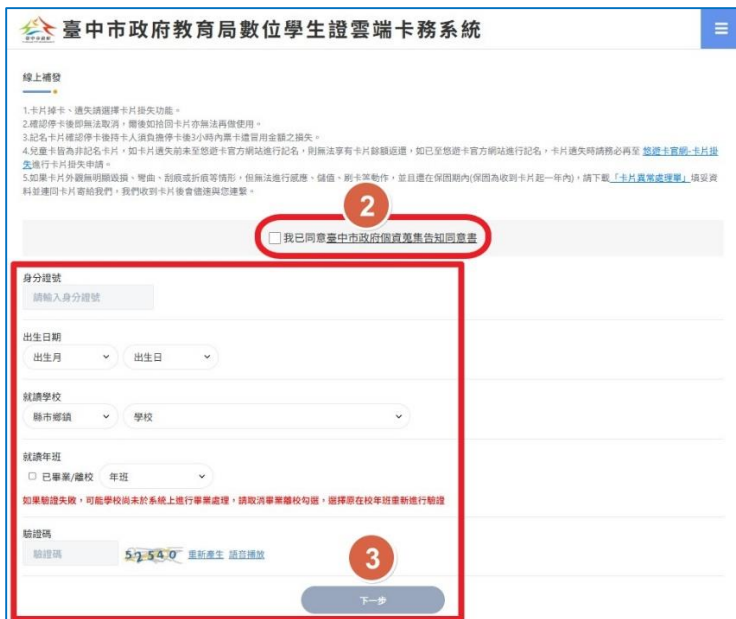 臺中市政府教育局數位學生證雲端卡務系統
線上補發
1.卡片掉卡、遺失請選擇卡片掛失功能。
2.確認停卡後即無法取消，爾後如拾回卡片亦無法再做使用。
3.記名卡片確認停卡後持卡人須負擔停卡後3小時內票卡遭冒用金額之損失。
4.兒童卡皆為非記名卡片，如卡片遺失前未至悠遊卡官方網站進行記名，則無法享有卡片餘額返還，如已至悠遊卡官方網站進行記名，卡片遺失時請務必再至 悠遊卡官網-卡片掛
失進行卡片掛失申請。
5.如果卡片外觀無明顯毀損、彎曲、刮痕或折痕等情形，但無法進行感應、儲值、刷卡等動作，並且還在保固期內(保固為收到卡片起一年內)，請下載「卡片異常處理單」填妥資
料並連同卡片寄給我們，我們收到卡片後會儘速與您連繫。
2
我已同意臺中市政府個資蒐集告知同意書
身分證號
請輸入身分證號
出生日期
出生月 出生日
就讀學校
縣市鄉鎮 學校
就讀年班
已畢業/離校 年班
如果驗證失敗，可能學校尚未於系統上進行畢業處理，請取消畢業離校勾選，選擇原在校年班重新進行驗證
驗證碼
驗證碼 52540 重新產生 語音播放
3
下一步